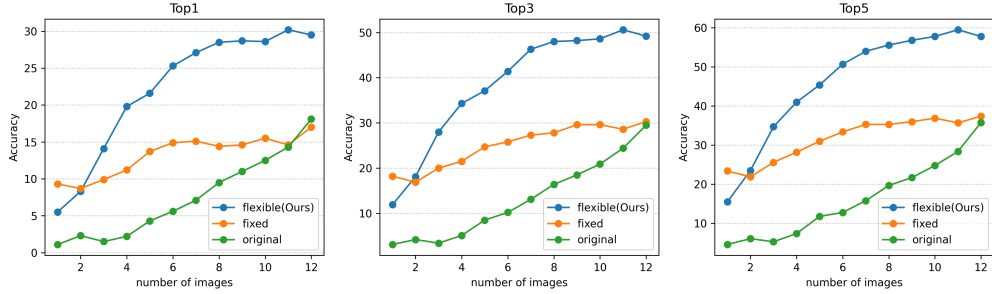 Top1
Accuracy
30
25
20
15
10
5
0
2 4 6 8 10 12
number of images
flexible(Ours)
fixed
original
Top3
Accuracy
50
40
30
20
10
2 4 6 8 10 12
number of images
flexible(Ours)
fixed
original
Top5
Accuracy
60
50
40
30
20
10
2 4 6 8 10 12
number of images
flexible(Ours)
fixed
original